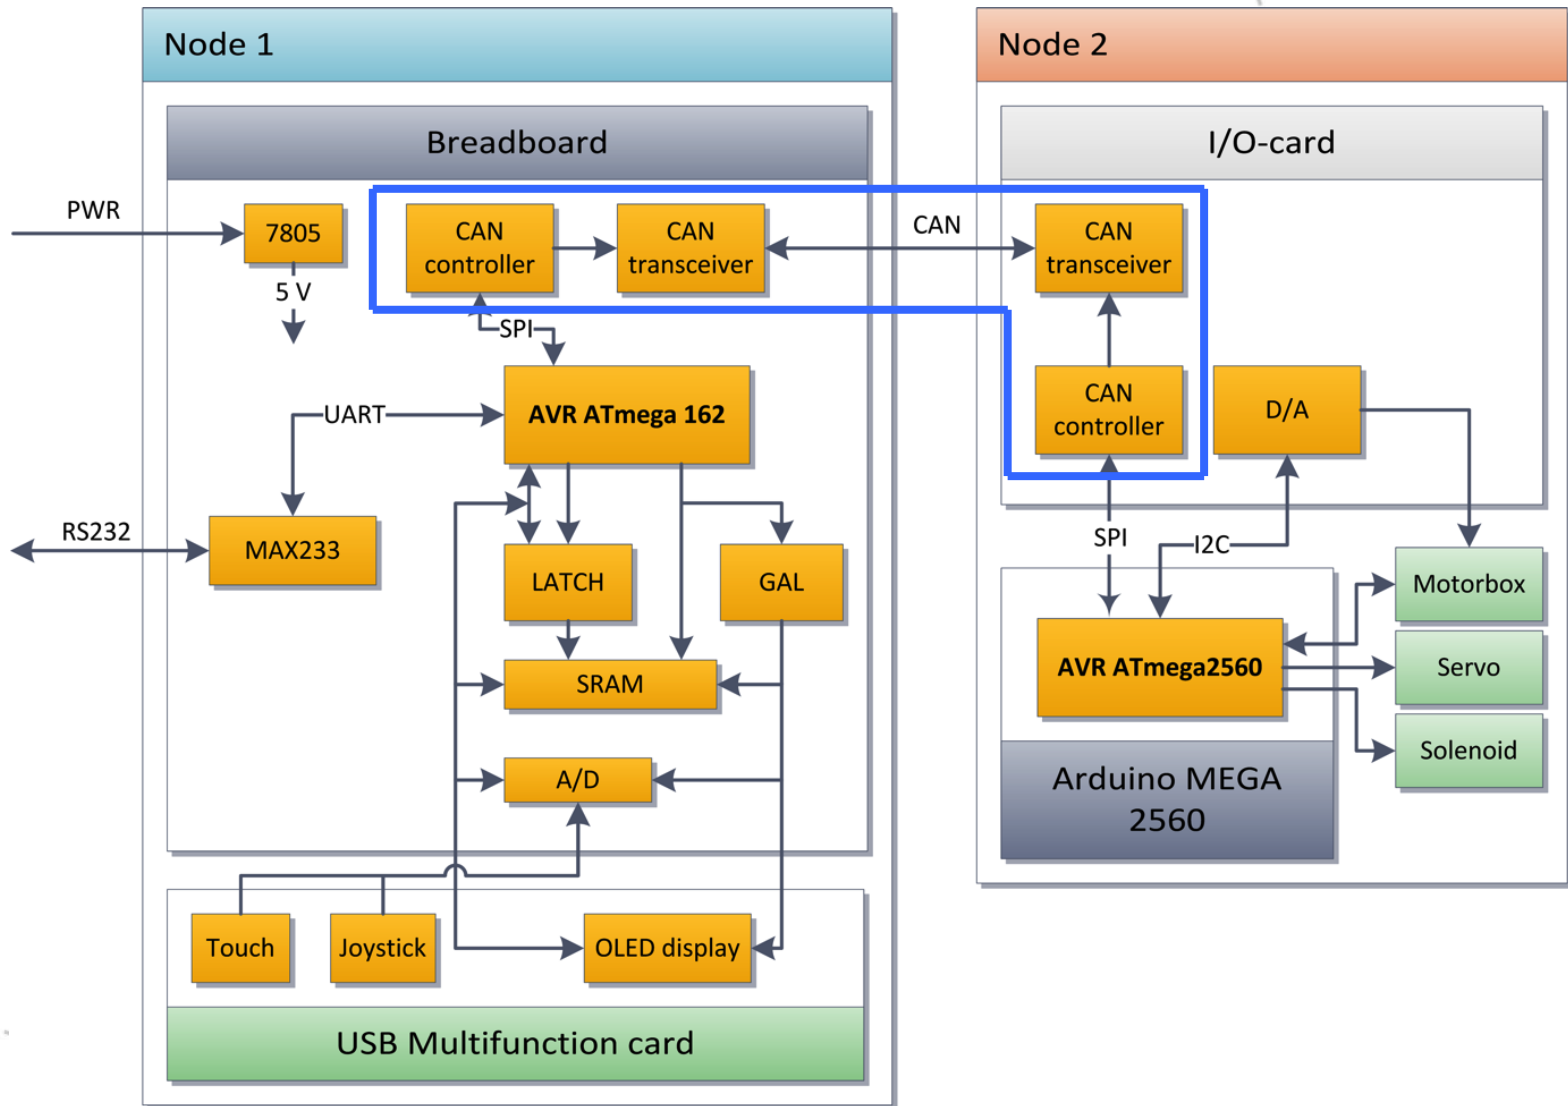 Node 1
Node 2
Breadboard
I/O-card
PWR
7805
CAN
controller
CAN
transceiver
CAN
CAN
transceiver
5 V
SPI
AVR ATmega 162
UART
CAN
controller
D/A
RS232
MAX233
LATCH
GAL
SPI
I2C
Motorbox
SRAM
AVR ATmega2560
Servo
Solenoid
A/D
Arduino MEGA
2560
Touch
Joystick
OLED display
USB Multifunction card